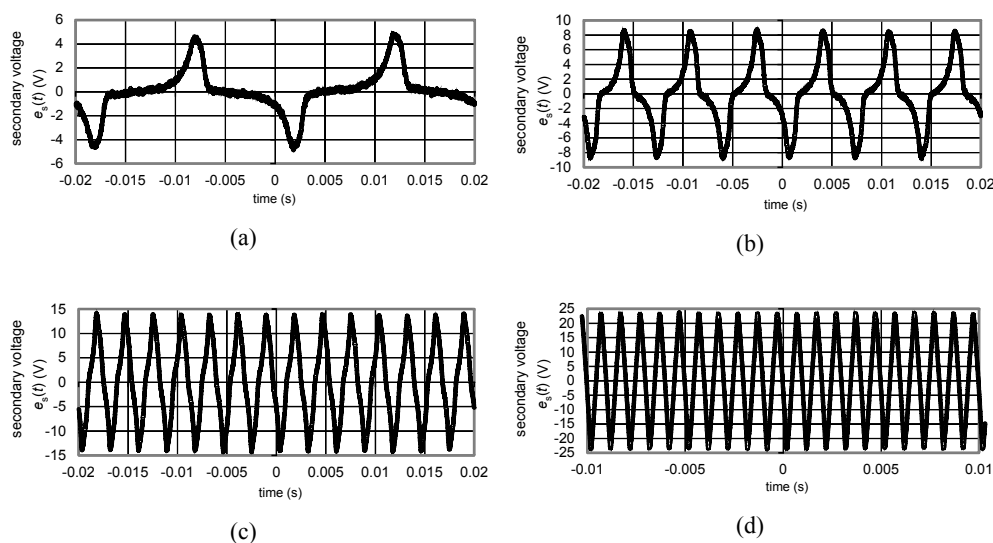 secondary voltage
e_s(t) (V)
6
4
2
0
-2
-4
-6
-0.02 -0.015 -0.01 -0.005 0 0.005 0.01 0.015 0.02
time (s)
(a)
secondary voltage
e_s(t) (V)
10
8
6
4
2
0
-2
-4
-6
-8
-10
-0.02 -0.015 -0.01 -0.005 0 0.005 0.01 0.015 0.02
time (s)
(b)
secondary voltage
e_s(t) (V)
15
10
5
0
-5
-10
-15
-0.02 -0.015 -0.01 -0.005 0 0.005 0.01 0.015 0.02
time (s)
(c)
secondary voltage
e_s(t) (V)
25
20
15
10
5
0
-5
-10
-15
-20
-25
-0.01 -0.005 0 0.005 0.01
time (s)
(d)